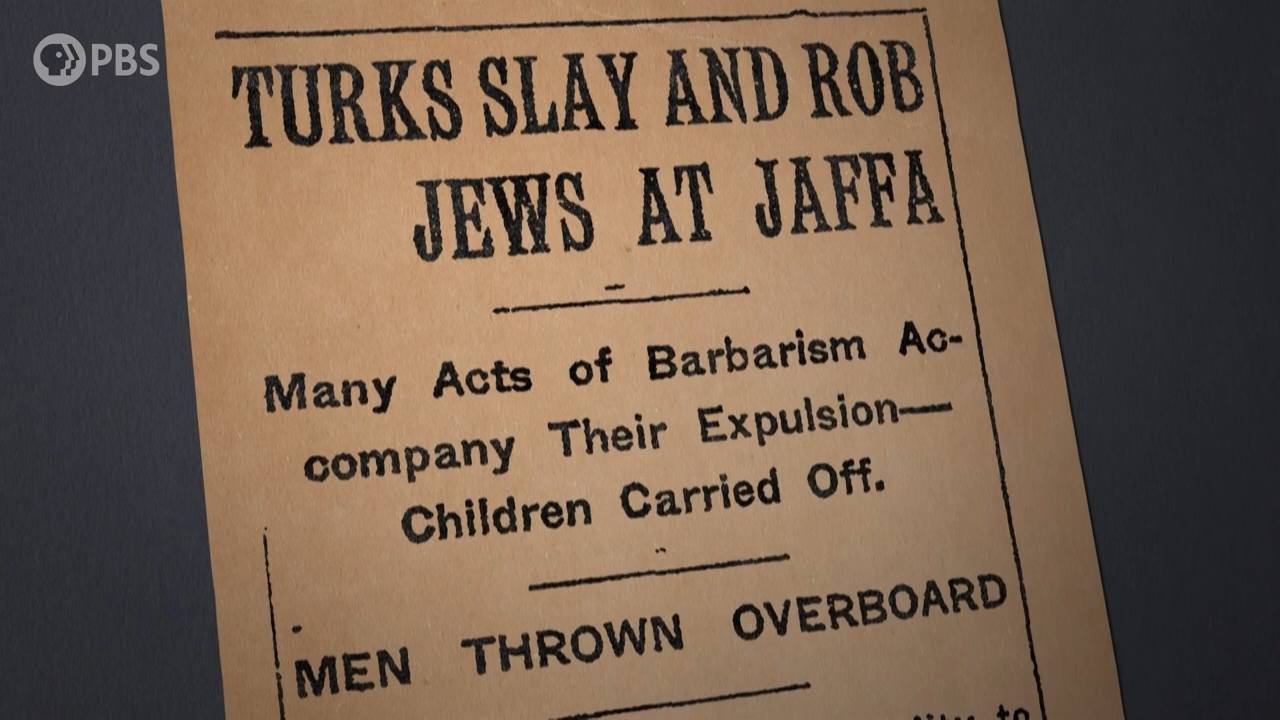 PBS
TURKS SLAY AND ROB
JEWS AT JAFFA
Many Acts of Barbarism Ac-
company Their Expulsion—
Children Carried Off.
MEN THROWN OVERBOARD
to